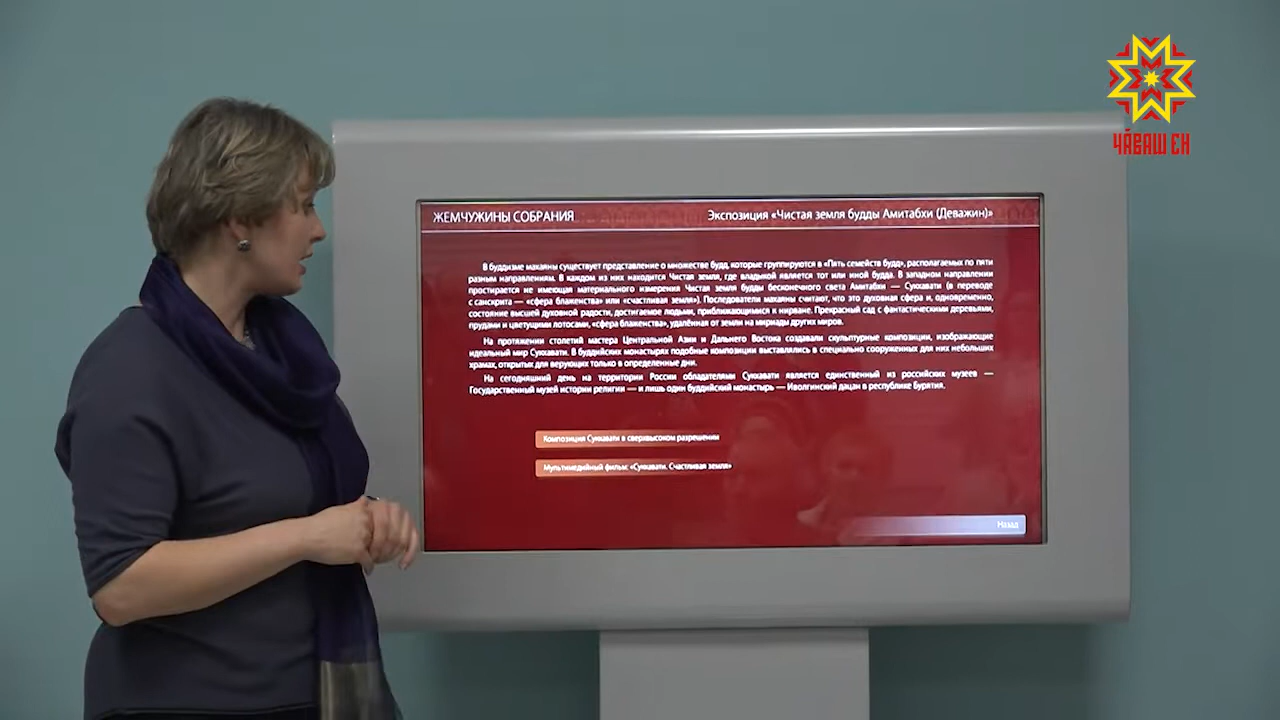 ЧӐВАШ ЕН
ЖЕМЧУЖИНЫ СОБРАНИЯ
Экспозиция «Чистая земля будды Амитабхи (Деважин)»
В буддизме махаяны существует представление о множестве будд, которые группируются в «Пять семейств будд», располагаемых по пяти
разным направлениям. В каждом из них находится Чистая земля, где владыкой является тот или иной будда. В западном направлении
простирается не имеющая материального измерения Чистая земля будды бесконечного света Амитабхи — Сукхавати (в переводе
с санскрита — «сфера блаженства» или «счастливая земля»). Последователи махаяны считают, что это духовная сфера и, одновременно,
состояние высшей духовной радости, достигаемое людьми, приближающимися к нирване. Прекрасный сад с фантастическими деревьями,
прудами и цветущими лотосами, «сфера блаженства», удалённая от земли на мириады других миров.
На протяжении столетий мастера Центральной Азии и Дальнего Востока создавали скульптурные композиции, изображающие
идеальный мир Сукхавати. В буддийских монастырях подобные композиции выставлялись в специально сооруженных для них небольших
храмах, открытых для верующих только в определенные дни.
На сегодняшний день на территории России обладателями Сукхавати является единственный из российских музеев —
Государственный музей истории религии — и лишь один буддийский монастырь — Иволгинский дацан в республике Бурятия.
Композиция Сукхавати в сверхвысоком разрешении
Мультимедийный фильм: «Сукхавати. Счастливая земля»
Назад